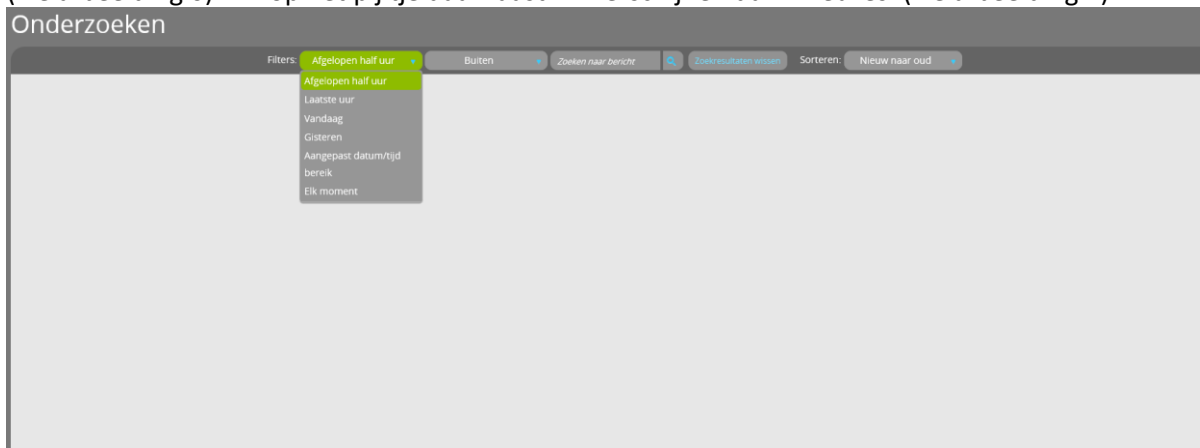 Onderzoeken
Filters: Afgelopen half uur Buiten Zoeken naar bericht Zoekresultaten wissen Sorteren: Nieuw naar oud
Afgelopen half uur
Laatste uur
Vandaag
Gisteren
Aangepast datum/tijd
bereik
Elk moment